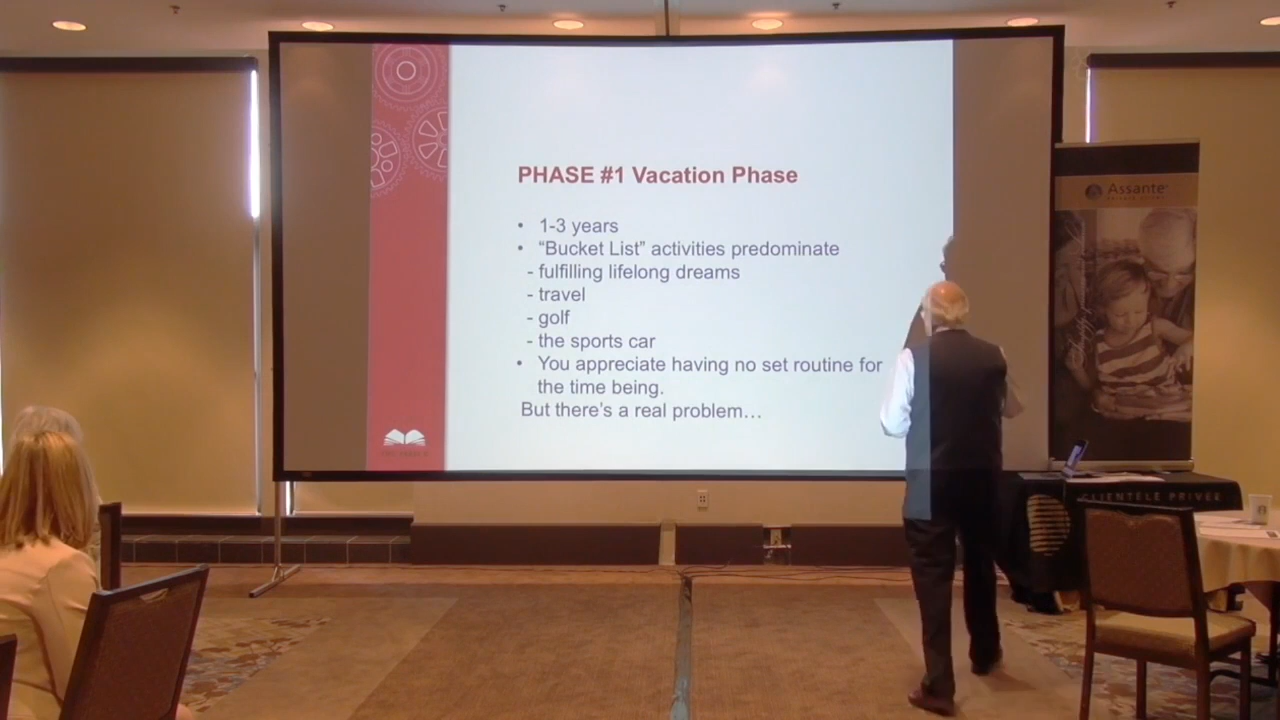 PHASE #1 Vacation Phase
• 1-3 years
• “Bucket List” activities predominate
- fulfilling lifelong dreams
- travel
- golf
- the sports car
• You appreciate having no set routine for
the time being.
But there’s a real problem…
Assante
CLIENTÈLE PRIVÉE